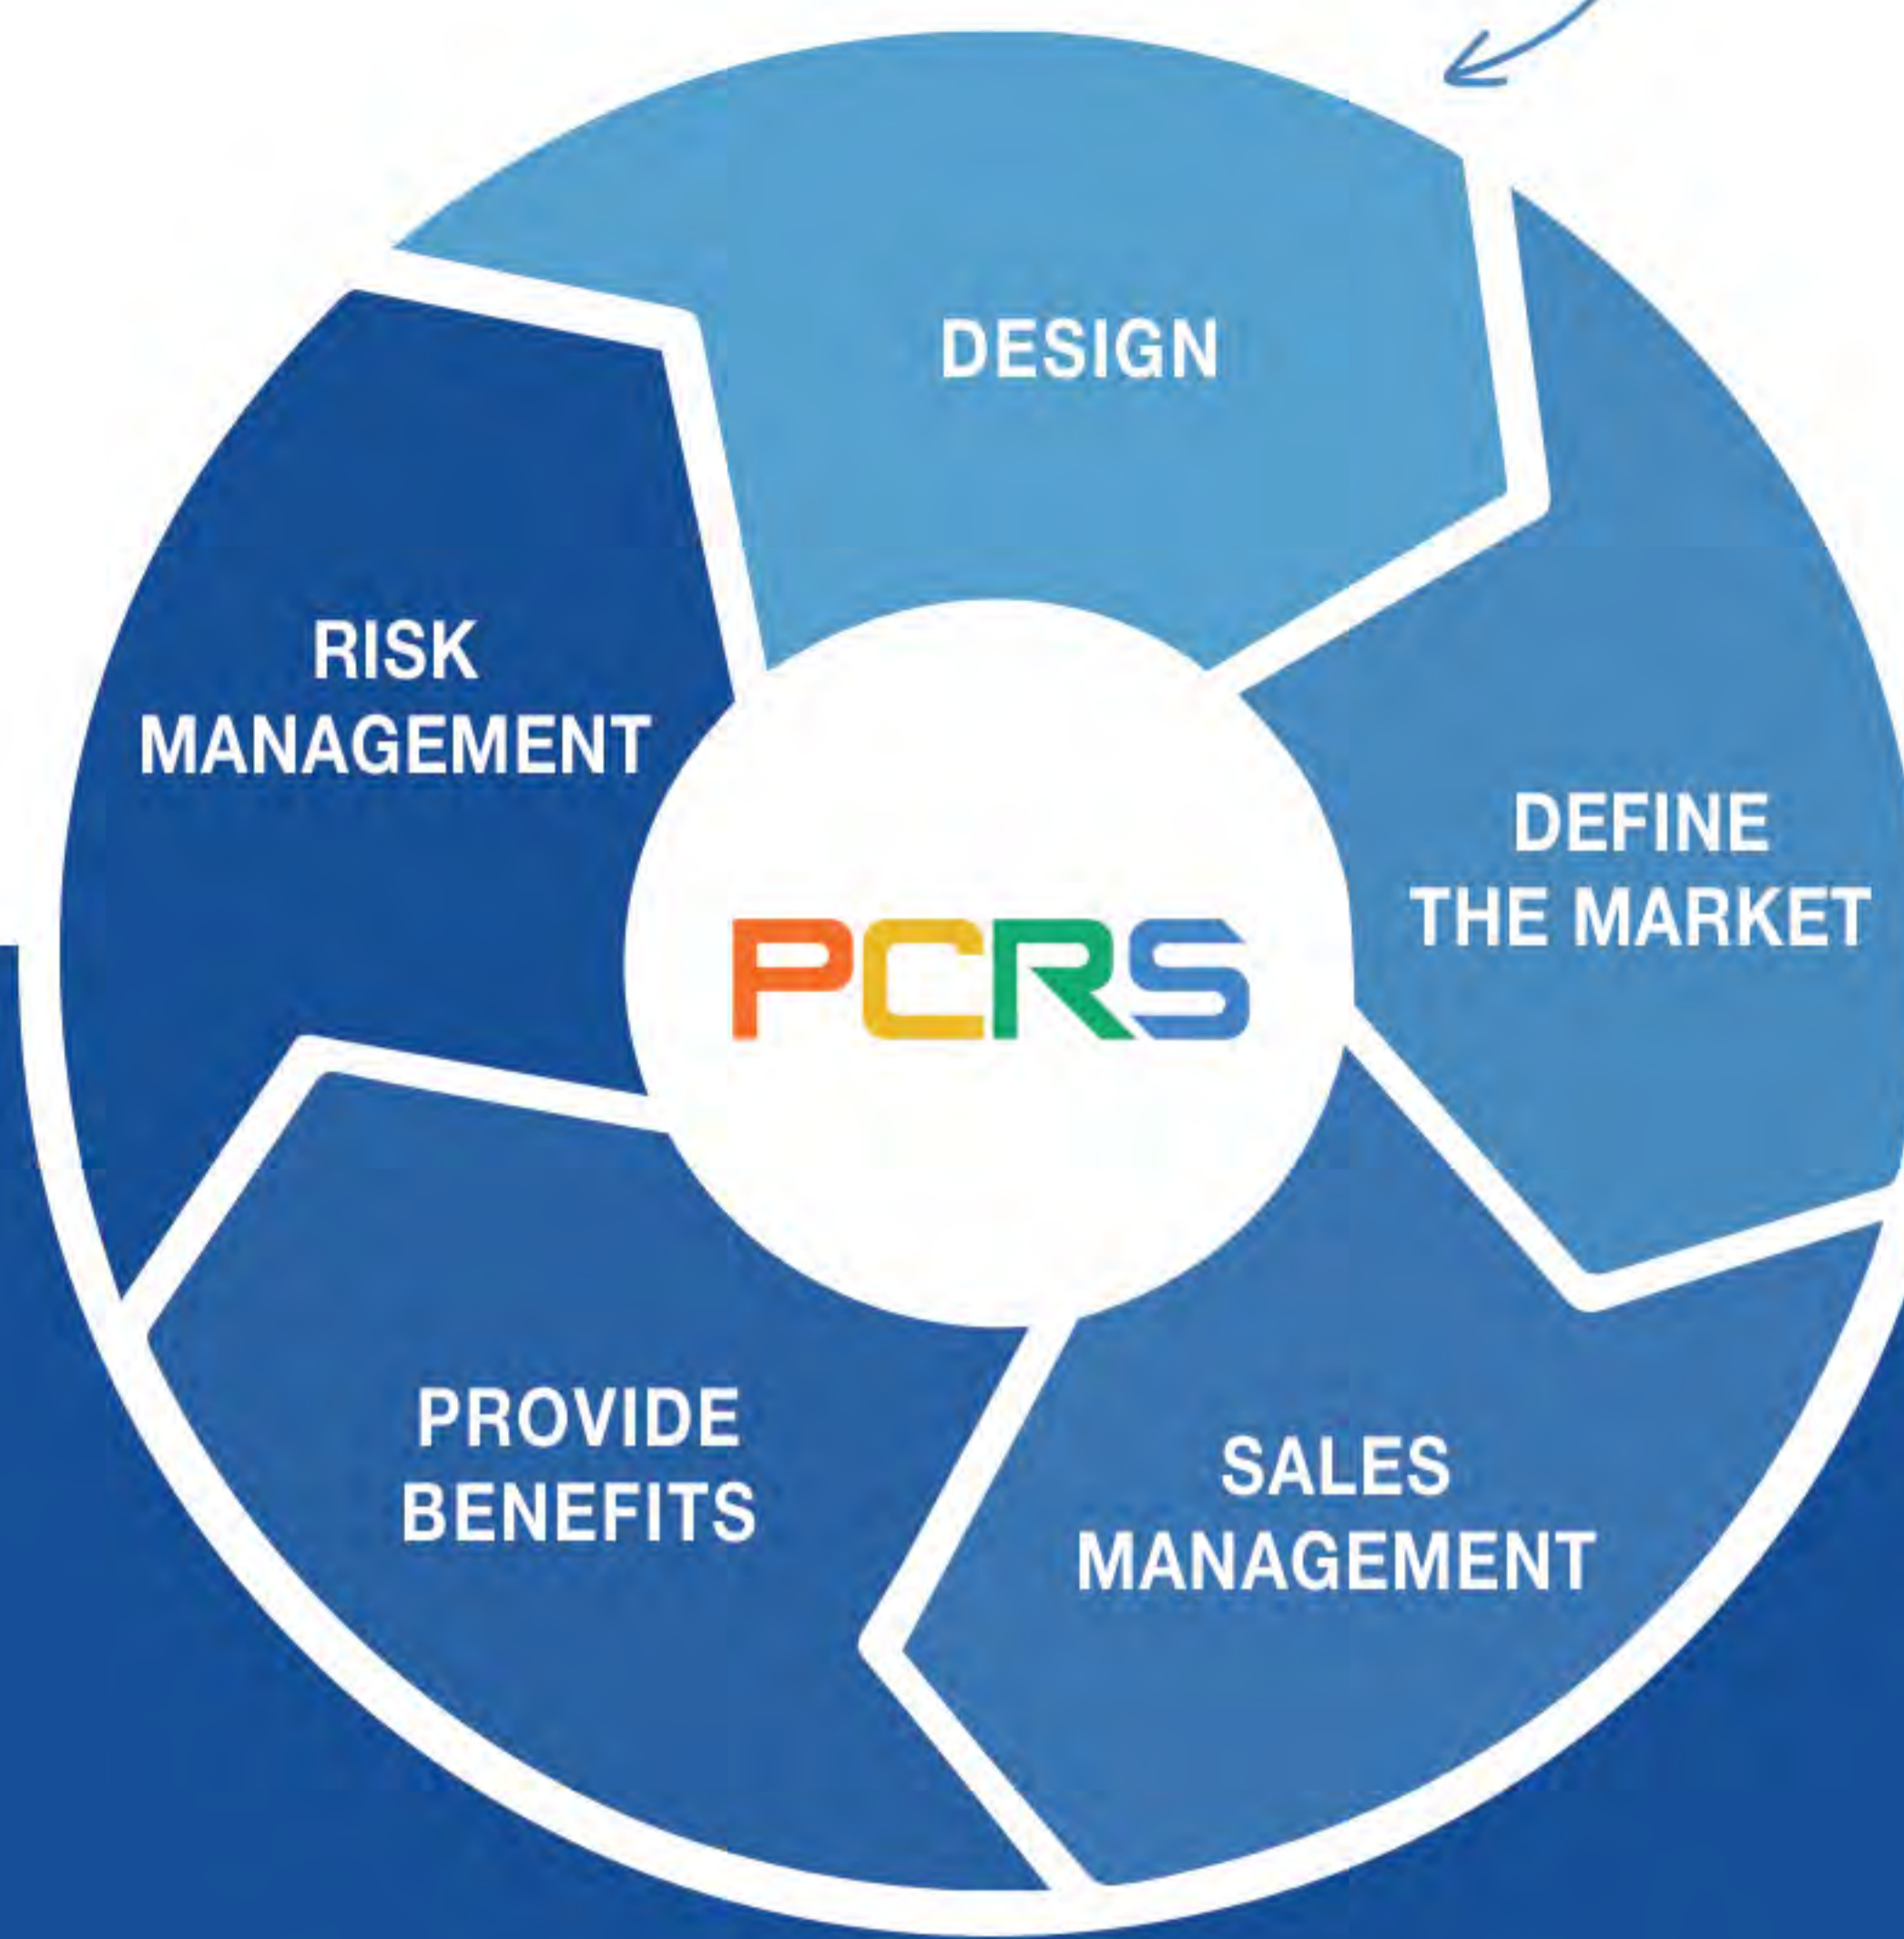 DESIGN
DEFINE
THE MARKET
SALES
MANAGEMENT
PROVIDE
BENEFITS
RISK
MANAGEMENT
PCRS